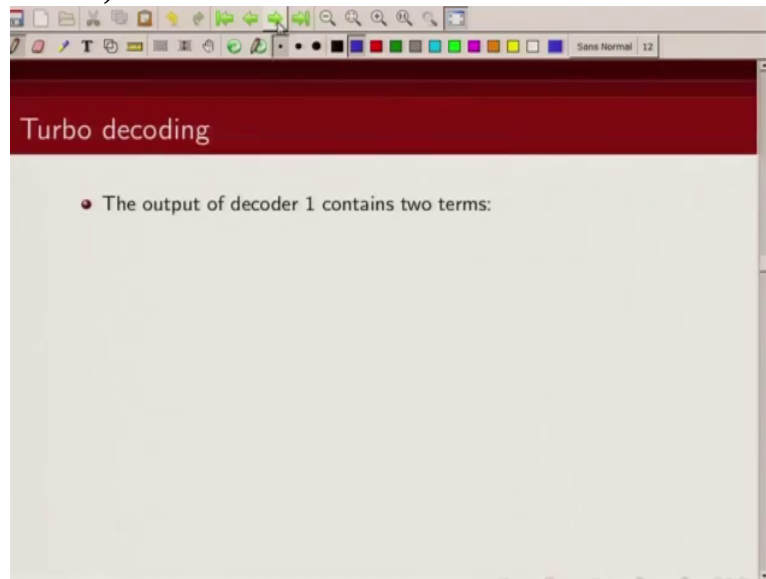 T
Sans Normal 12
Turbo decoding
The output of decoder 1 contains two terms: